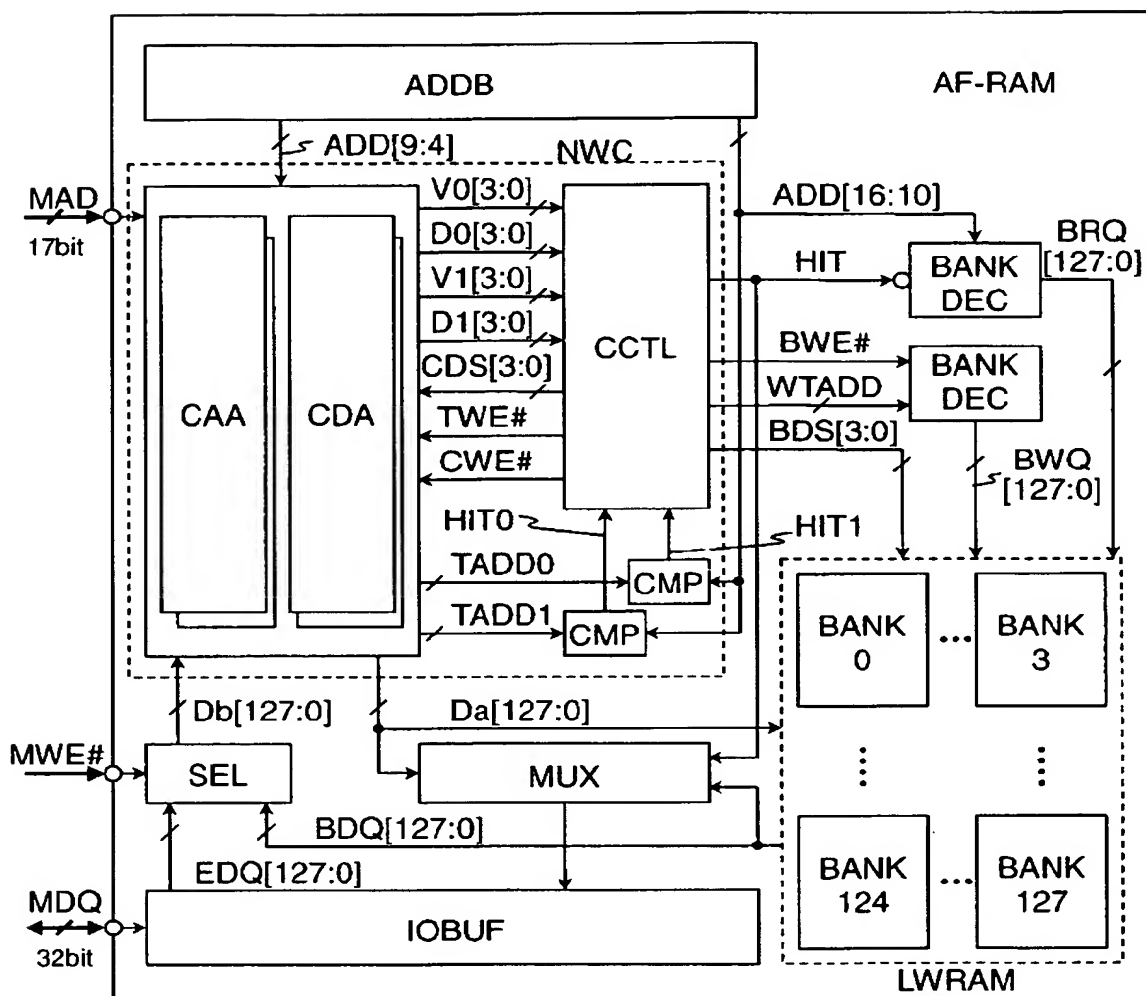 ADDB
AF-RAM
ADD[9:4]
NWC
MAD
17bit
V0[3:0]
D0[3:0]
V1[3:0]
D1[3:0]
CDS[3:0]
TWE#
CWE#
CAA
CDA
CCTL
ADD[16:10]
HIT
BRQ
[127:0]
BANK
DEC
BWE#
WTADD
BDS[3:0]
BANK
DEC
BWQ
[127:0]
HIT0
HIT1
TADD0
CMP
TADD1
CMP
BANK
0
...
BANK
3
Db[127:0]
Da[127:0]
MWE#
SEL
MUX
BDQ[127:0]
EDQ[127:0]
BANK
124
...
BANK
127
MDQ
32bit
IOBUF
LWRAM